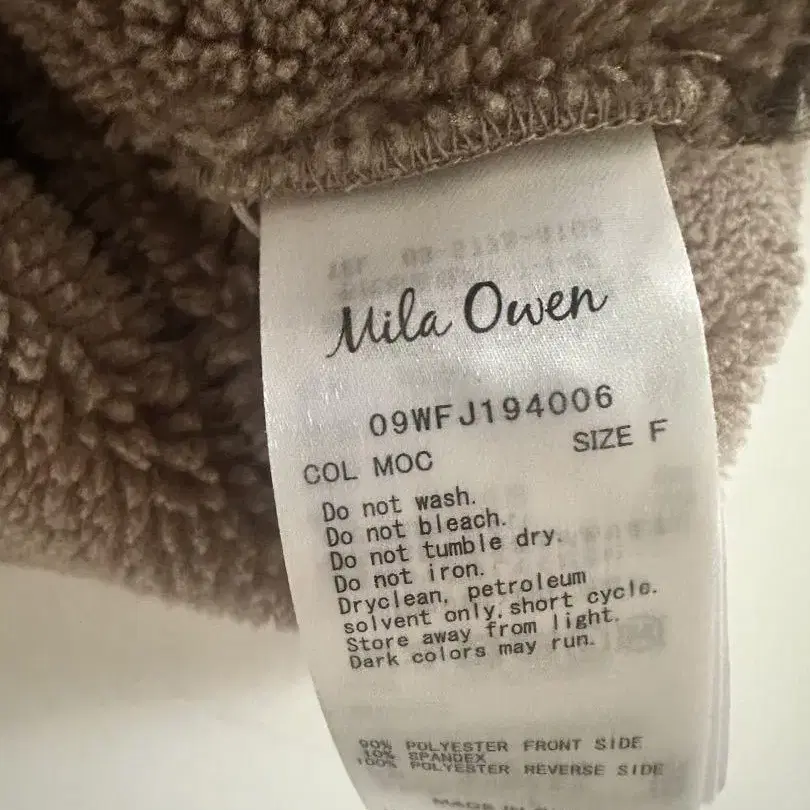 Mila Owen
09WFJ194006
COL MOC SIZE F
Do not wash.
Do not bleach.
Do not tumble dry.
Do not iron.
Dryclean, petroleum
solvent only, short cycle.
Store away from light.
Dark colors may run.
90% POLYESTER FRONT SIDE
10% SPANDEX
100% POLYESTER REVERSE SIDE
MADE IN